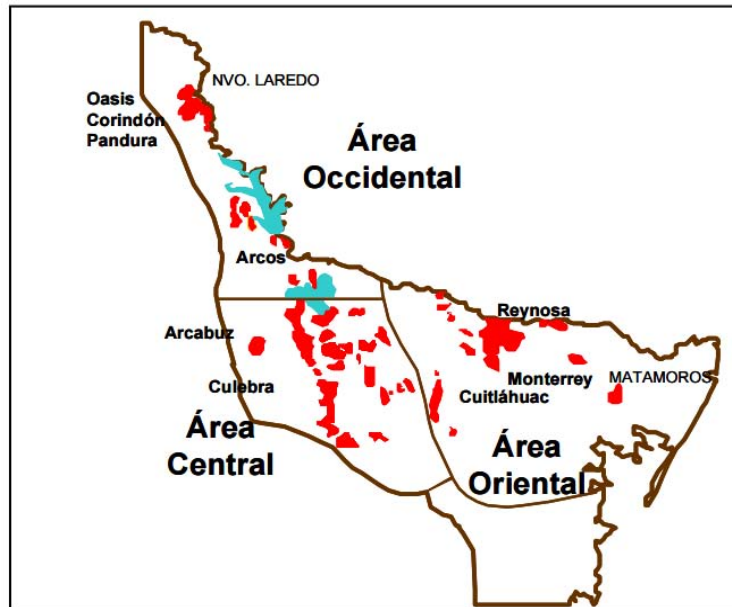 NVO. LAREDO
Oasis
Corindón
Pandura
Área
Occidental
Arcos
Reynosa
Arcabuz
Monterrey
MATAMOROS
Culebra
Cuitláhuac
Área
Central
Área
Oriental